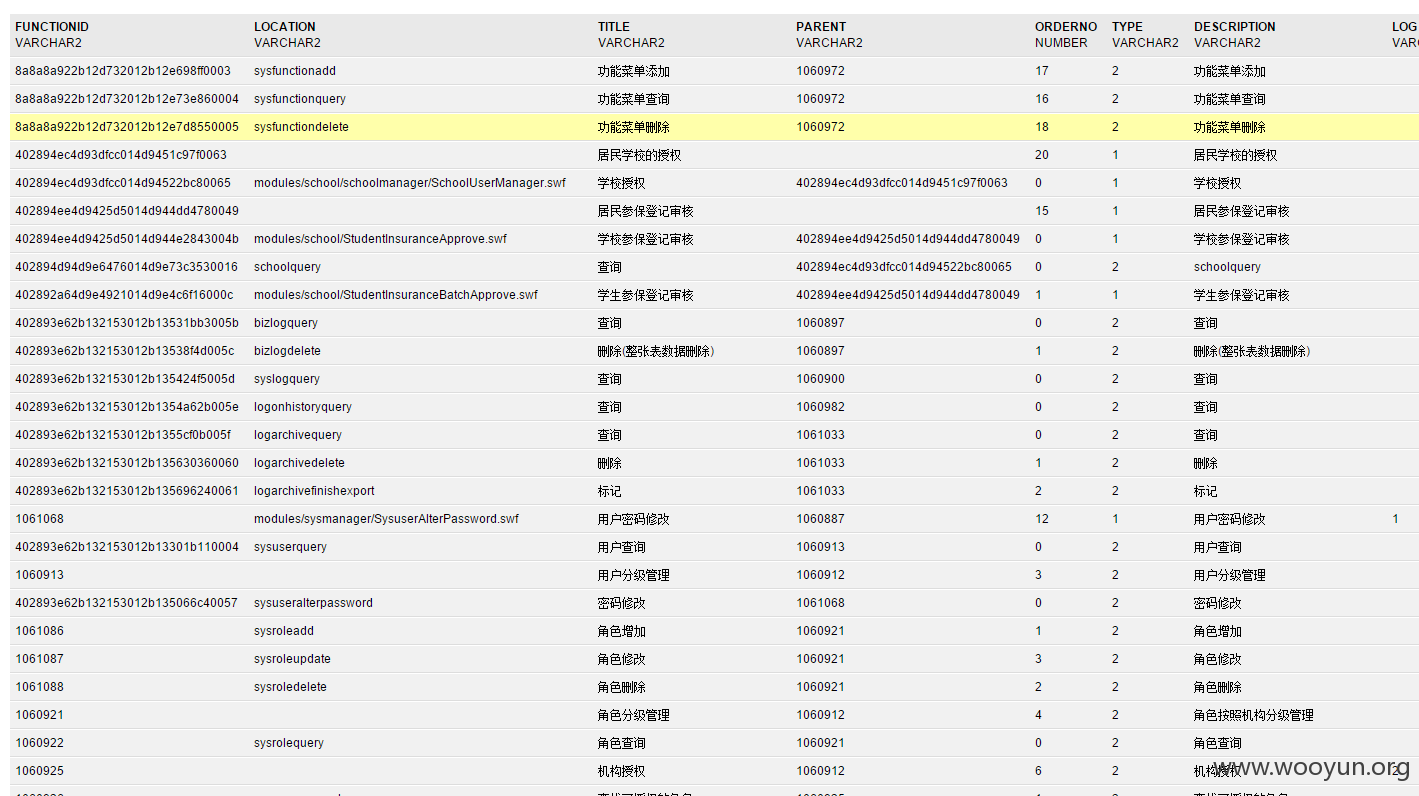 FUNCTIONID LOCATION TITLE PARENT ORDERNO TYPE DESCRIPTION LOG
VARCHAR2 VARCHAR2 VARCHAR2 VARCHAR2 NUMBER VARCHAR2 VARCHAR2 VARC
8a8a8a922b12d732012b12e698ff0003 sysfunctionadd 功能菜单添加 1060972 17 2 功能菜单添加
8a8a8a922b12d732012b12e73e860004 sysfunctionquery 功能菜单查询 1060972 16 2 功能菜单查询
8a8a8a922b12d732012b12e7d8550005 sysfunctiondelete 功能菜单删除 1060972 18 2 功能菜单删除
402894ec4d93dfcc014d9451c97f0063 居民学校的授权 20 1 居民学校的授权
402894ec4d93dfcc014d94522bc80065 modules/school/schoolmanager/SchoolUserManager.swf 学校授权 402894ec4d93dfcc014d9451c97f0063 0 1 学校授权
402894ee4d9425d5014d944dd4780049 居民参保登记审核 15 1 居民参保登记审核
402894ee4d9425d5014d944e2843004b modules/school/StudentInsuranceApprove.swf 学校参保登记审核 402894ee4d9425d5014d944dd4780049 0 1 学校参保登记审核
402894d94d9e6476014d9e73c3530016 schoolquery 查询 402894ec4d93dfcc014d94522bc80065 0 2 schoolquery
402892a64d9e4921014d9e4c6f16000c modules/school/StudentInsuranceBatchApprove.swf 学生参保登记审核 402894ee4d9425d5014d944dd4780049 1 1 学生参保登记审核
402893e62b132153012b13531bb3005b bizlogquery 查询 1060897 0 2 查询
402893e62b132153012b13538f4d005c bizlogdelete 删除(整张表数据删除) 1060897 1 2 删除(整张表数据删除)
402893e62b132153012b135424f5005d syslogquery 查询 1060900 0 2 查询
402893e62b132153012b1354a62b005e logonhistoryquery 查询 1060982 0 2 查询
402893e62b132153012b1355cf0b005f logarchivequery 查询 1061033 0 2 查询
402893e62b132153012b135630360060 logarchivedelete 删除 1061033 1 2 删除
402893e62b132153012b135696240061 logarchivefinishexport 标记 1061033 2 2 标记
1061068 modules/sysmanager/SysuserAlterPassword.swf 用户密码修改 1060887 12 1 用户密码修改 1
402893e62b132153012b13301b110004 sysuserquery 用户查询 1060913 0 2 用户查询
1060913 用户分级管理 1060912 3 2 用户分级管理
402893e62b132153012b135066c40057 sysuseralterpassword 密码修改 1061068 0 2 密码修改
1061086 sysroleadd 角色增加 1060921 1 2 角色增加
1061087 sysroleupdate 角色修改 1060921 3 2 角色修改
1061088 sysroledelete 角色删除 1060921 2 2 角色删除
1060921 角色分级管理 1060912 4 2 角色按照机构分级管理
1060922 sysrolequery 角色查询 1060921 0 2 角色查询
1060925 机构授权 1060912 6 2 机构授权 2
www.wooyun.org